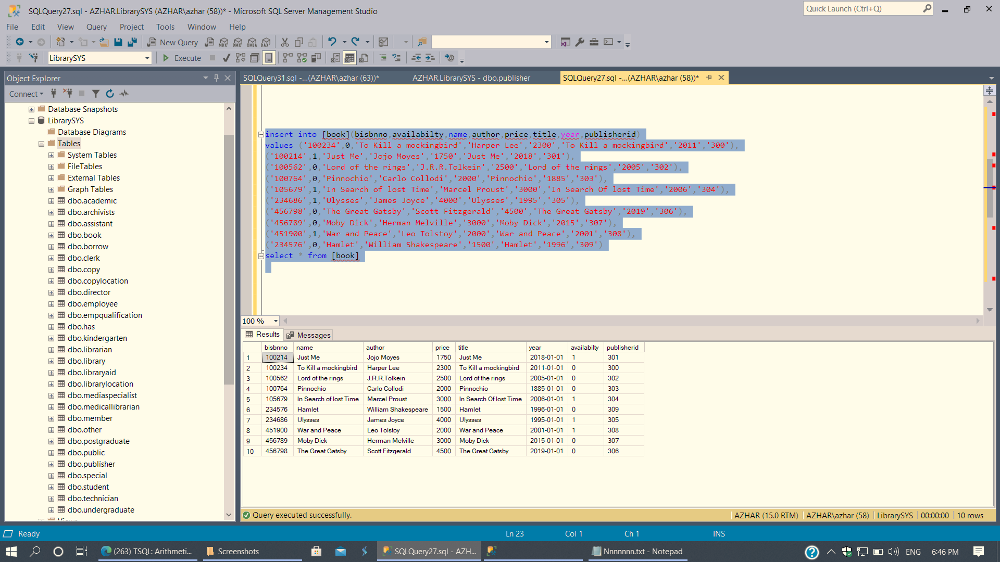 SQLQuery27.sql - AZHAR.LibrarySYS (AZHAR\azhar (58))* - Microsoft SQL Server Management Studio
Quick Launch (Ctrl+Q)
File Edit View Query Project Tools Window Help
New Query MDX DMX XMLA DAX
LibrarySYS Execute
Object Explorer
Connect
Database Snapshots
LibrarySYS
Database Diagrams
Tables
System Tables
FileTables
External Tables
Graph Tables
dbo.academic
dbo.archivists
dbo.assistant
dbo.book
dbo.borrow
dbo.clerk
dbo.copy
dbo.copylocation
dbo.director
dbo.employee
dbo.empqualification
dbo.has
dbo.kindergarten
dbo.librarian
dbo.library
dbo.libraryaid
dbo.librarylocation
dbo.mediaspecialist
dbo.medicallibrarian
dbo.member
dbo.other
dbo.postgraduate
dbo.public
dbo.publisher
dbo.special
dbo.student
dbo.technician
dbo.undergraduate
Views
SQLQuery31.sql -...(AZHAR\azhar (63))* AZHAR.LibrarySYS - dbo.publisher SQLQuery27.sql -...(AZHAR\azhar (58))*
insert into [book](bisbnno,availabilty,name,author,price,title,year,publisherid)
values ('100234',0,'To Kill a mockingbird','Harper Lee','2300','To Kill a mockingbird','2011','300'),
('100214',1,'Just Me','Jojo Moyes','1750','Just Me','2018','301'),
('100562',0,'Lord of the rings','J.R.R.Tolkein','2500','Lord of the rings','2005','302'),
('100764',0,'Pinnochio','Carlo Collodi','2000','Pinnochio','1885','303'),
('105679',1,'In Search of lost Time','Marcel Proust','3000','In Search Of lost Time','2006','304'),
('234686',1,'Ulysses','James Joyce','4000','Ulysses','1995','305'),
('456798',0,'The Great Gatsby','Scott Fitzgerald','4500','The Great Gatsby','2019','306'),
('456789',0,'Moby Dick','Herman Melville','3000','Moby Dick','2015','307'),
('451900',1,'War and Peace','Leo Tolstoy','2000','War and Peace','2001','308'),
('234576',0,'Hamlet','William Shakespeare','1500','Hamlet','1996','309')
select * from [book]
100 %
Results Messages
bisbnno name author price title year availabilty publisherid
1 100214 Just Me Jojo Moyes 1750 Just Me 2018-01-01 1 301
2 100234 To Kill a mockingbird Harper Lee 2300 To Kill a mockingbird 2011-01-01 0 300
3 100562 Lord of the rings J.R.R.Tolkein 2500 Lord of the rings 2005-01-01 0 302
4 100764 Pinnochio Carlo Collodi 2000 Pinnochio 1885-01-01 0 303
5 105679 In Search of lost Time Marcel Proust 3000 In Search Of lost Time 2006-01-01 1 304
6 234576 Hamlet William Shakespeare 1500 Hamlet 1996-01-01 0 309
7 234686 Ulysses James Joyce 4000 Ulysses 1995-01-01 1 305
8 451900 War and Peace Leo Tolstoy 2000 War and Peace 2001-01-01 1 308
9 456789 Moby Dick Herman Melville 3000 Moby Dick 2015-01-01 0 307
10 456798 The Great Gatsby Scott Fitzgerald 4500 The Great Gatsby 2019-01-01 0 306
Query executed successfully. AZHAR (15.0 RTM) AZHAR\azhar (58) LibrarySYS 00:00:00 10 rows
Ready Ln 23 Col 1 Ch 1 INS
(263) TSQL: Arithmeti... Screenshots SQLQuery27.sql - AZH... Nnnnnnn.txt - Notepad ENG 6:46 PM